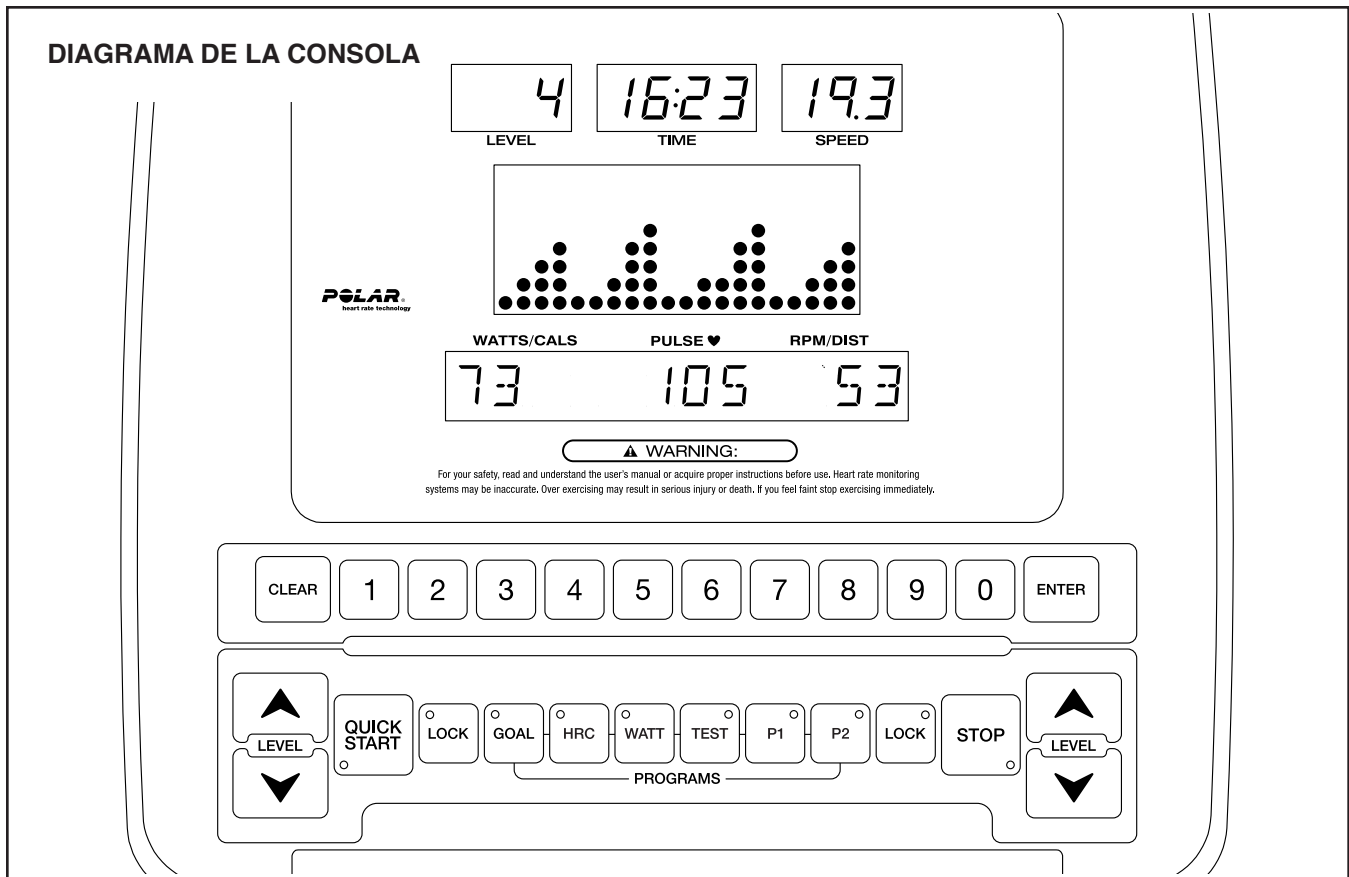 DIAGRAMA DE LA CONSOLA
4 16:23 19.3
LEVEL TIME SPEED
POLAR®
heart rate technology
WATTS/CALS PULSE ♥ RPM/DIST
73 105 53
⚠ WARNING:
For your safety, read and understand the user's manual or acquire proper instructions before use. Heart rate monitoring
systems may be inaccurate. Over exercising may result in serious injury or death. If you feel faint stop exercising immediately.
CLEAR 1 2 3 4 5 6 7 8 9 0 ENTER
LEVEL QUICK START LOCK GOAL HRC WATT TEST P1 P2 LOCK STOP LEVEL
PROGRAMS